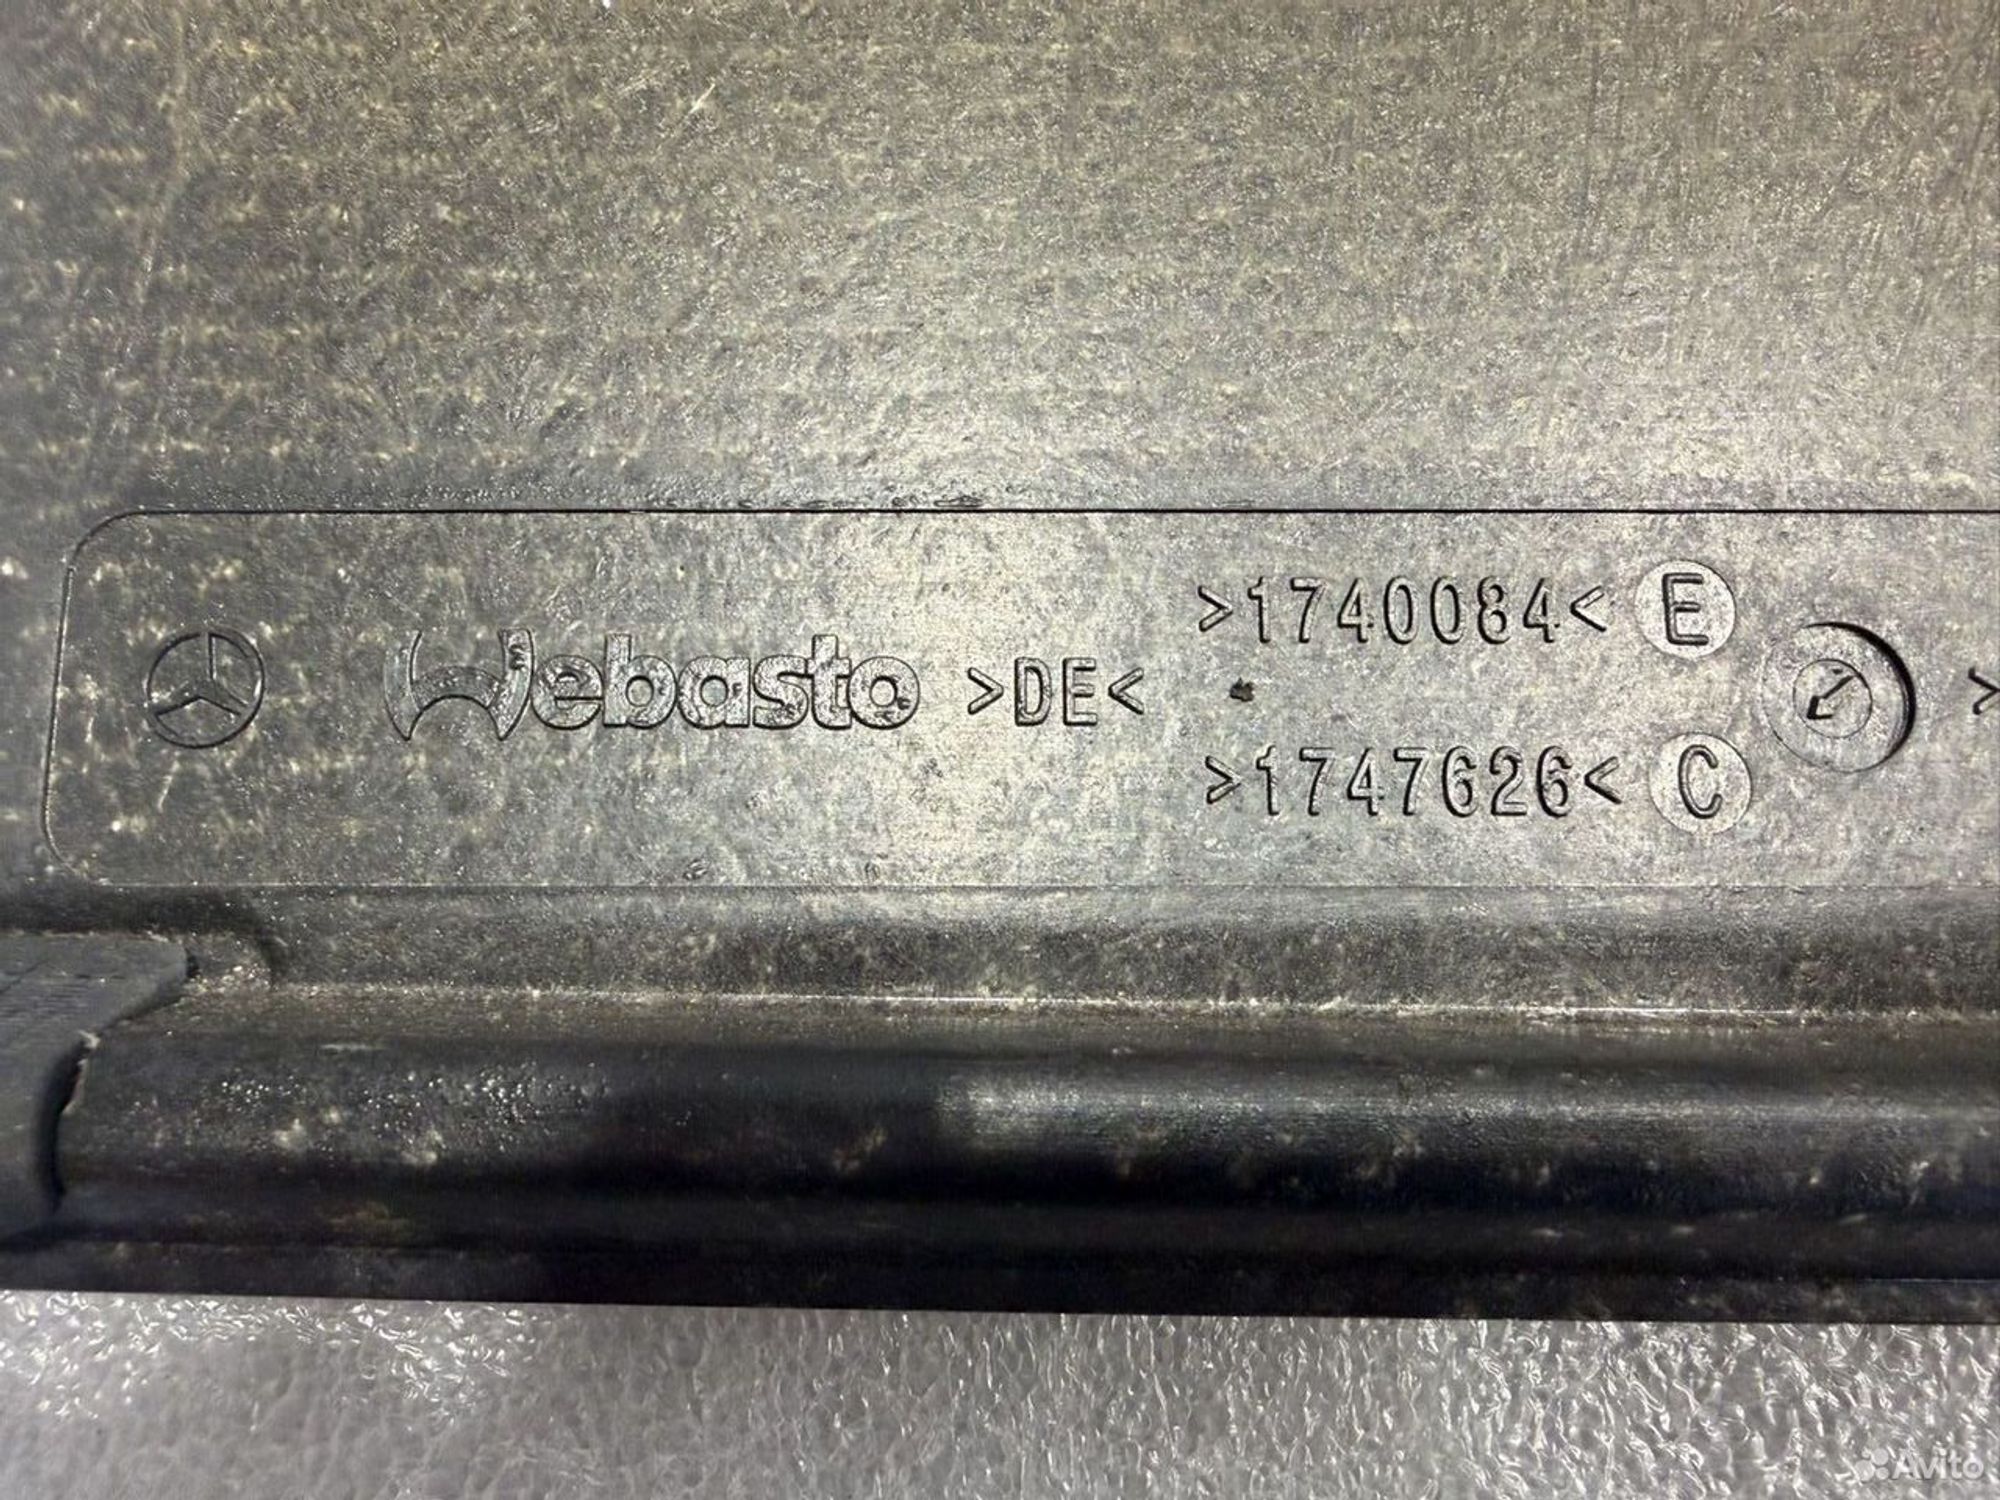 Webasto >DE<
>1740084< E
>1747626< C
>
Avito